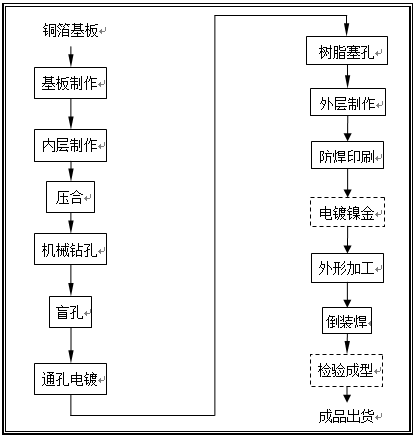 铜箔基板
基板制作
内层制作
压合
机械钻孔
盲孔
通孔电镀
树脂塞孔
外层制作
防焊印刷
电镀镍金
外形加工
倒装焊
检验成型
成品出货